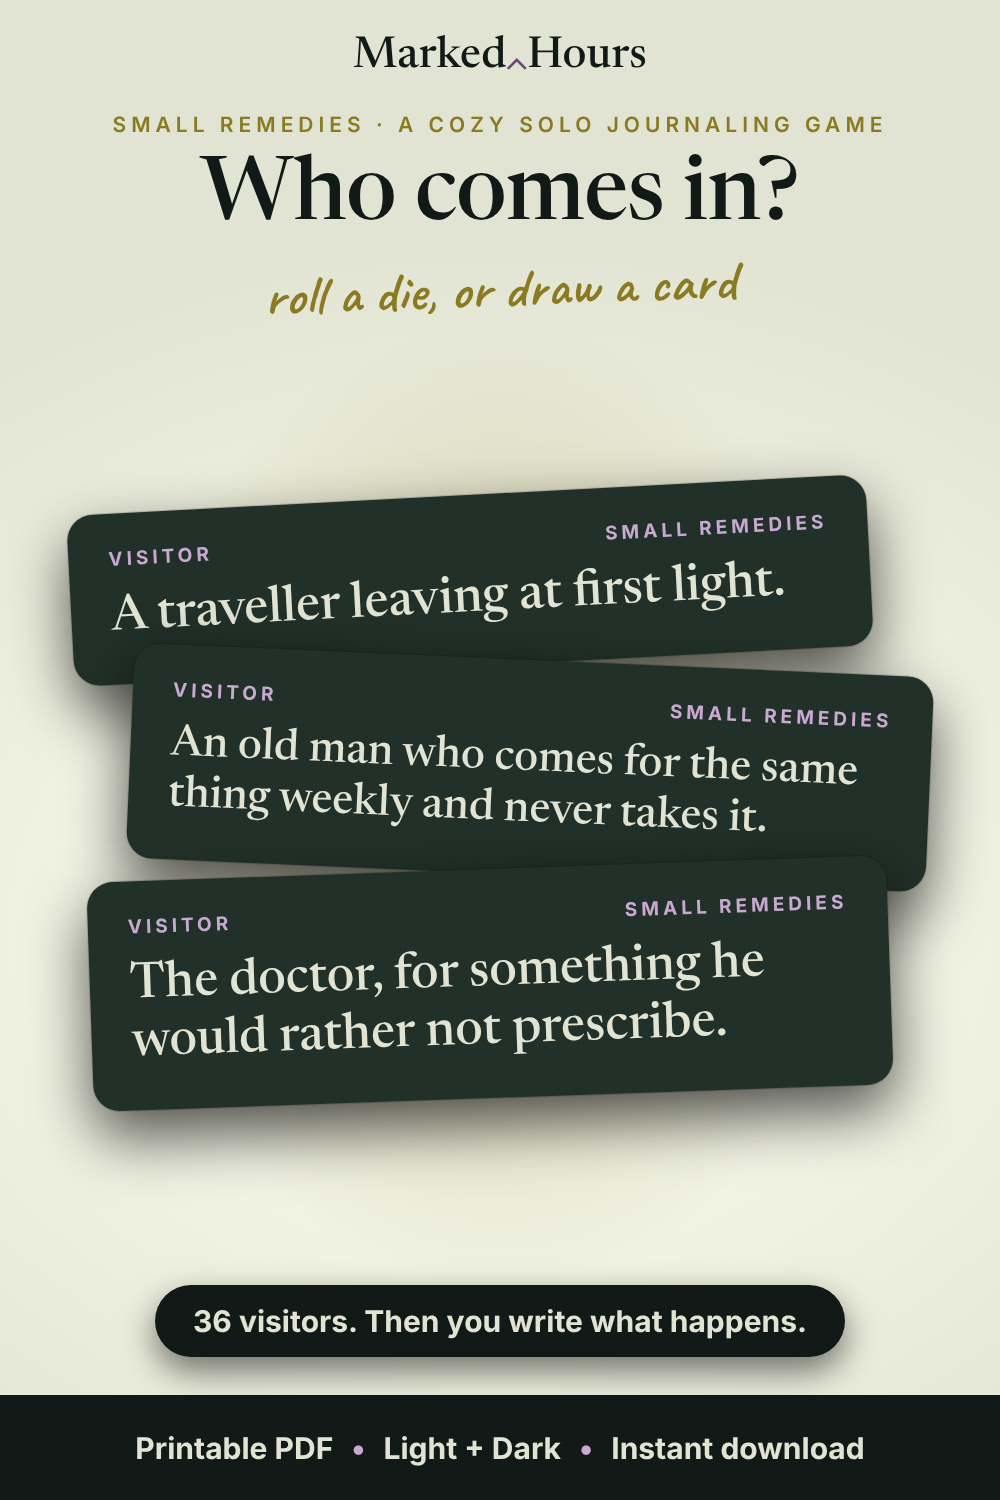 Marked‸Hours
SMALL REMEDIES · A COZY SOLO JOURNALING GAME
Who comes in?
roll a die, or draw a card
VISITOR
SMALL REMEDIES
A traveller leaving at first light.
VISITOR
SMALL REMEDIES
An old man who comes for the same
thing weekly and never takes it.
VISITOR
SMALL REMEDIES
The doctor, for something he
would rather not prescribe.
36 visitors. Then you write what happens.
Printable PDF • Light + Dark • Instant download